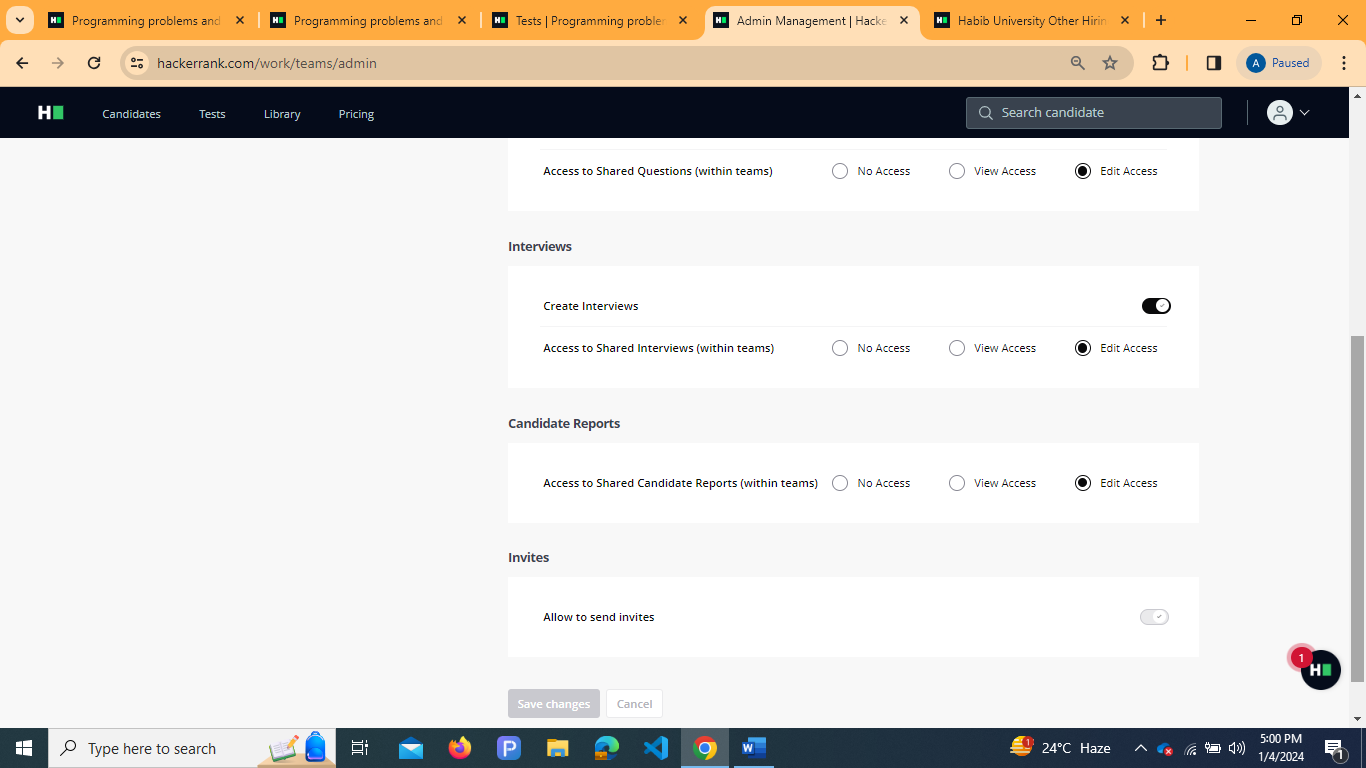 Programming problems and
Programming problems and
Tests | Programming problem
Admin Management | Hacke
Habib University Other Hirin
hackerrank.com/work/teams/admin
A Paused
H
Candidates Tests Library Pricing
Search candidate
Access to Shared Questions (within teams) No Access View Access Edit Access
Interviews
Create Interviews
Access to Shared Interviews (within teams) No Access View Access Edit Access
Candidate Reports
Access to Shared Candidate Reports (within teams) No Access View Access Edit Access
Invites
Allow to send invites
1
H
Save changes Cancel
Type here to search
24°C Haze
5:00 PM
1/4/2024
1